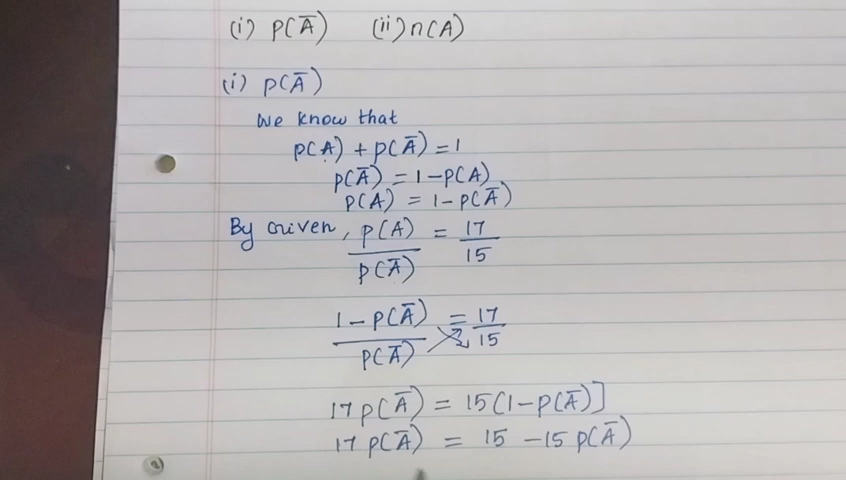 (i) P(A̅) (ii) n(A)
(i) P(A̅)
We know that
P(A) + P(A̅) = 1
P(A̅) = 1 - P(A)
P(A) = 1 - P(A̅)
By Given, P(A)/P(A̅) = 17/15
1 - P(A̅)/P(A̅) = 17/15
17 P(A̅) = 15(1 - P(A̅)]
17 P(A̅) = 15 - 15 P(A̅)